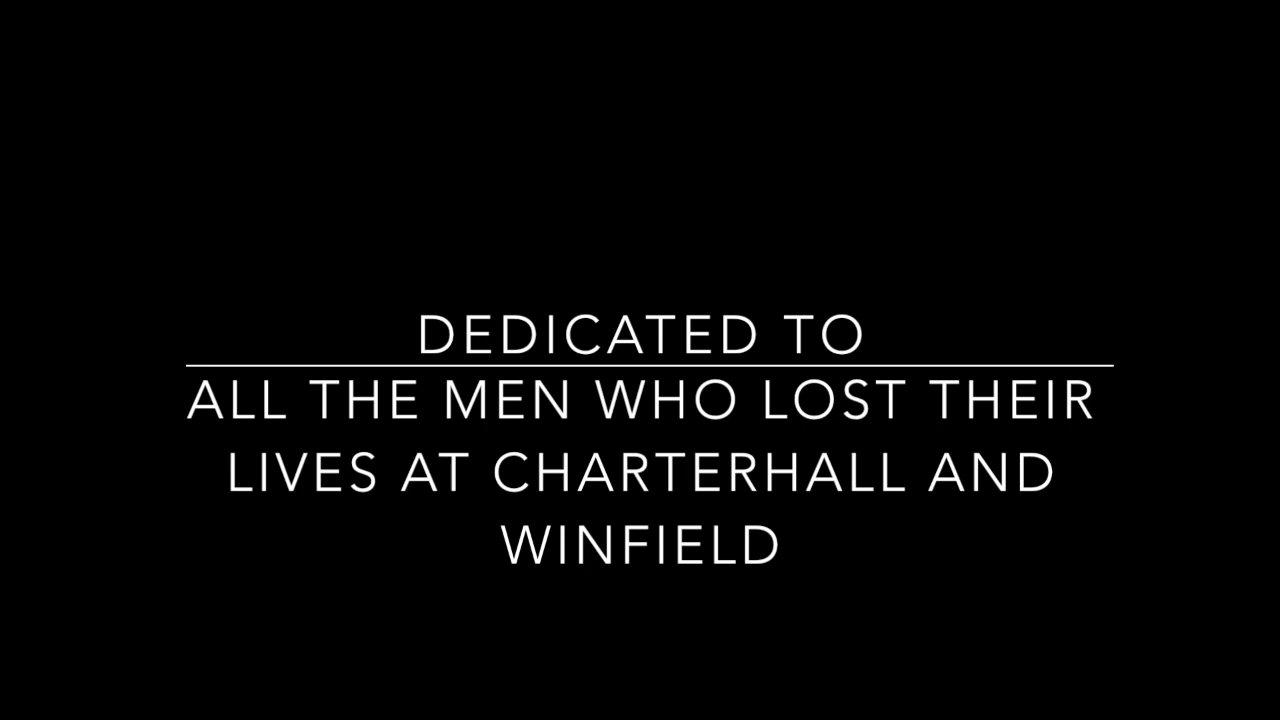 DEDICATED TO
ALL THE MEN WHO LOST THEIR
LIVES AT CHARTERHALL AND
WINFIELD